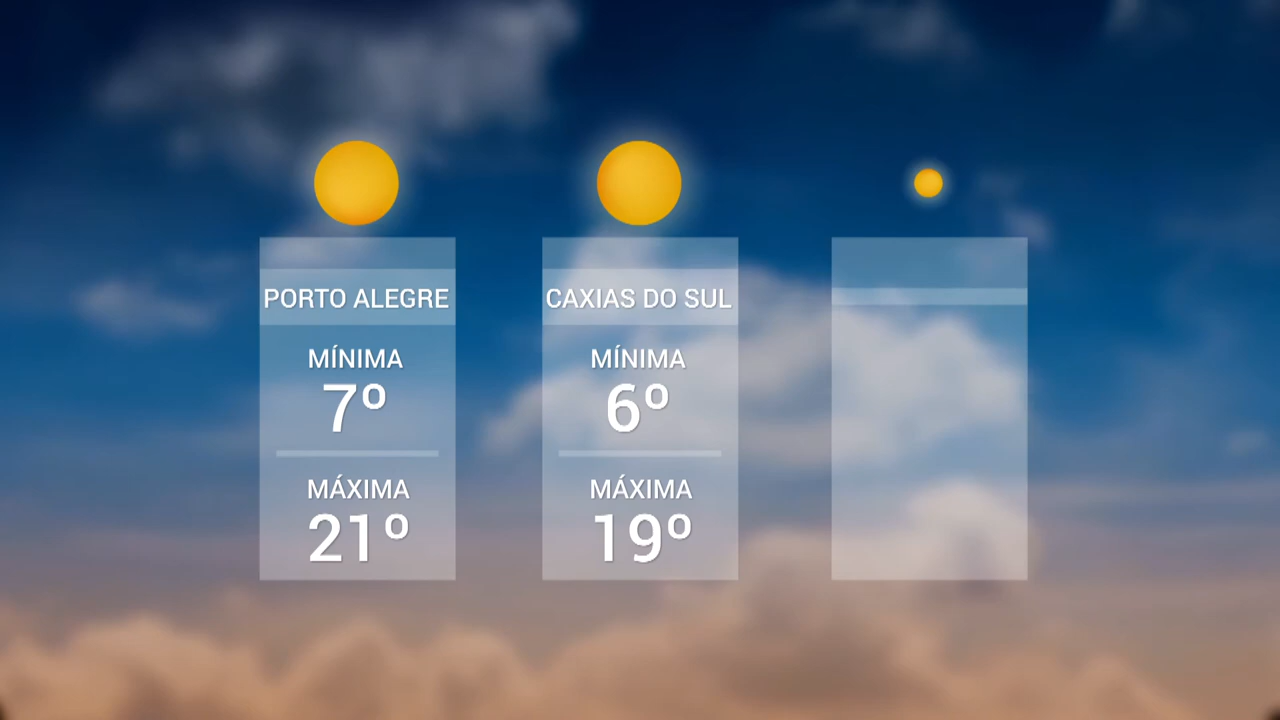 PORTO ALEGRE
MÍNIMA
7º
MÁXIMA
21º
CAXIAS DO SUL
MÍNIMA
6º
MÁXIMA
19º